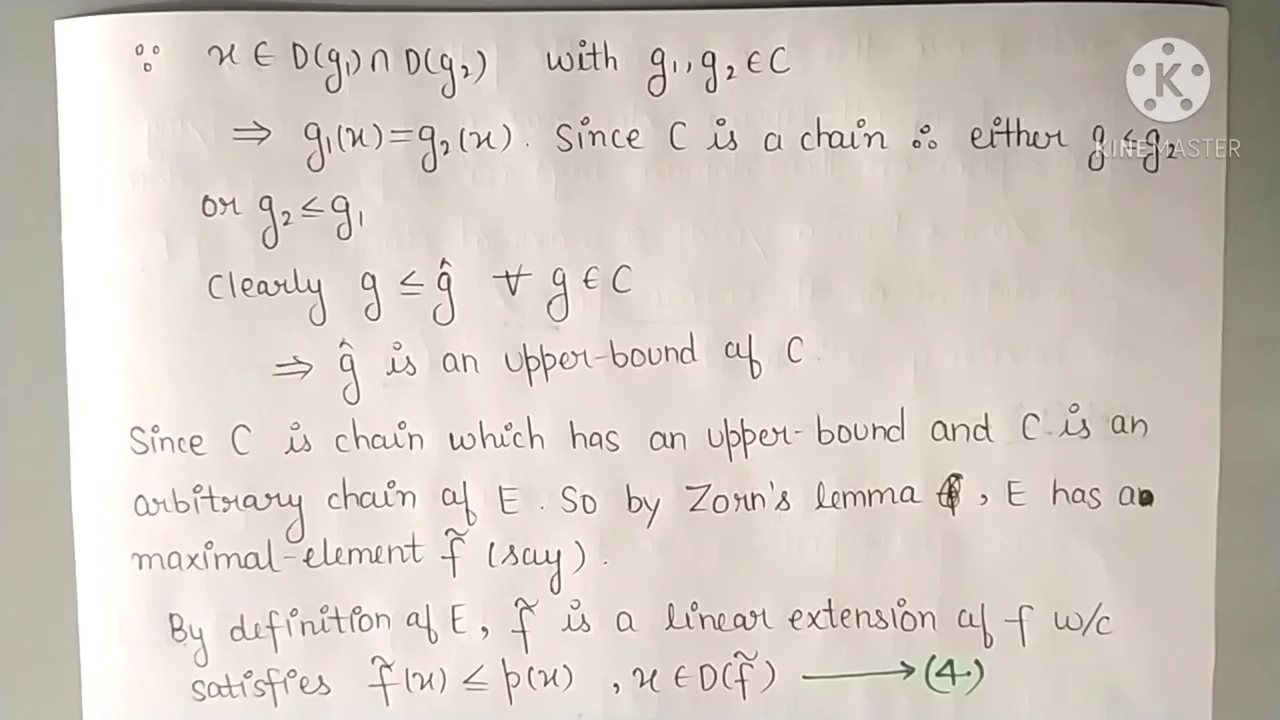 ∵ x ∈ D(g₁) ∩ D(g₂) with g₁, g₂ ∈ C
⇒ g₁(x) = g₂(x). Since C is a chain ∴ either g ≤ g₂
or g₂ ≤ g₁
Clearly g ≤ ĝ ∀ g ∈ C
⇒ ĝ is an upper-bound of C.
Since C is chain which has an upper-bound and C is an
arbitrary chain of E. So by Zorn's lemma , E has a
maximal-element f̃ (say).
By definition of E, f̃ is a linear extension of f w/c
satisfies f̃(x) ≤ p(x) , x ∈ D(f̃) ⟶ (4.)
K
KINEMASTER